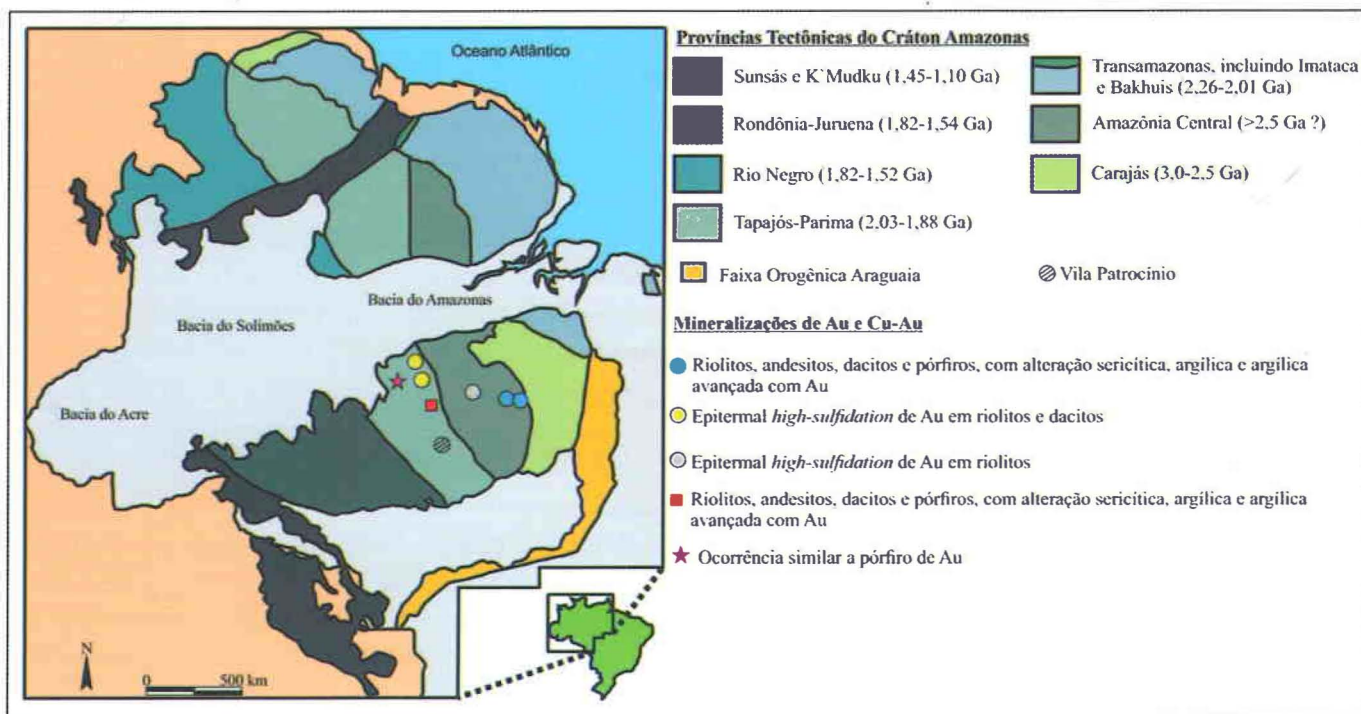 Oceano Atlântico
Bacia do Amazonas
Bacia do Solimões
Bacia do Acre
N
0 500 km
Províncias Tectônicas do Cráton Amazonas
Sunsás e K`Mudku (1,45-1,10 Ga)
Rondônia-Juruena (1,82-1,54 Ga)
Rio Negro (1,82-1,52 Ga)
Tapajós-Parima (2,03-1,88 Ga)
Transamazonas, incluindo Imataca
e Bakhuis (2,26-2,01 Ga)
Amazônia Central (>2,5 Ga ?)
Carajás (3,0-2,5 Ga)
Faixa Orogênica Araguaia
Vila Patrocínio
Mineralizações de Au e Cu-Au
Riolitos, andesitos, dacitos e pórfiros, com alteração sericítica, argílica e argílica
avançada com Au
Epitermal high-sulfidation de Au em riolitos e dacitos
Epitermal high-sulfidation de Au em riolitos
Riolitos, andesitos, dacitos e pórfiros, com alteração sericítica, argílica e argílica
avançada com Au
Ocorrência similar a pórfiro de Au